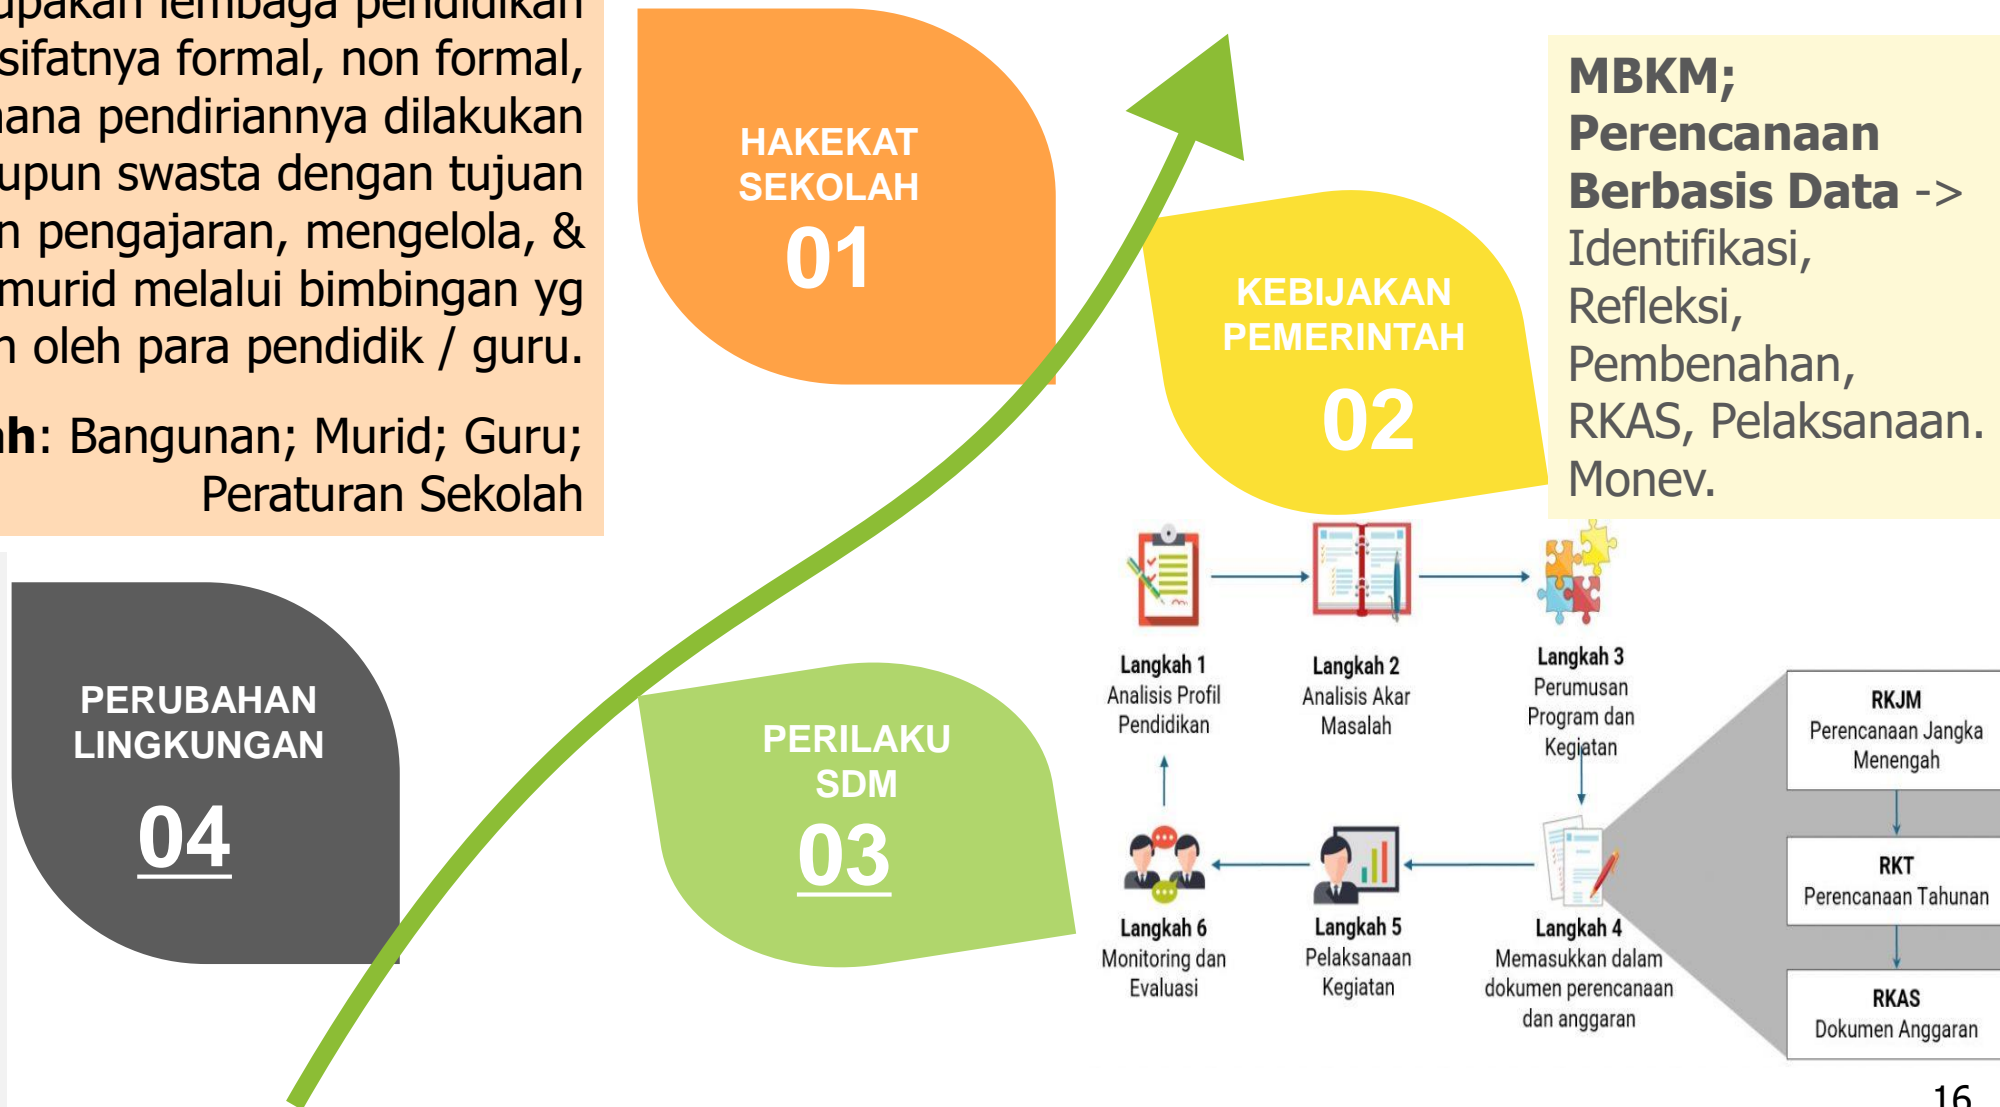 lembaga pendidikan
sifatnya formal, non formal,
pendiriannya dilakukan
swasta dengan tujuan
pengajaran, mengelola, &
murid melalui bimbingan yg
oleh para pendidik / guru.
: Bangunan; Murid; Guru;
Peraturan Sekolah
HAKEKAT
SEKOLAH
01
KEBIJAKAN
PEMERINTAH
02
MBKM;
Perencanaan
Berbasis Data ->
Identifikasi,
Refleksi,
Pembenahan,
RKAS, Pelaksanaan.
Monev.
PERUBAHAN
LINGKUNGAN
04
PERILAKU
SDM
03
Langkah 1
Analisis Profil
Pendidikan
Langkah 2
Analisis Akar
Masalah
Langkah 3
Perumusan
Program dan
Kegiatan
Langkah 6
Monitoring dan
Evaluasi
Langkah 5
Pelaksanaan
Kegiatan
Langkah 4
Memasukkan dalam
dokumen perencanaan
dan anggaran
RKJM
Perencanaan Jangka
Menengah
RKT
Perencanaan Tahunan
RKAS
Dokumen Anggaran
16